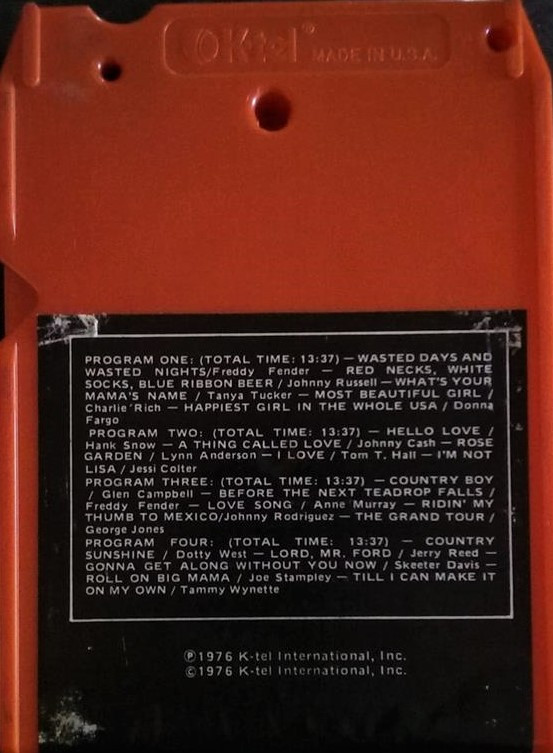 K-tel®
MADE IN U.S.A.
PROGRAM ONE: (TOTAL TIME: 13:37) — WASTED DAYS AND
WASTED NIGHTS/Freddy Fender — RED NECKS, WHITE
SOCKS, BLUE RIBBON BEER / Johnny Russell — WHAT'S YOUR
MAMA'S NAME / Tanya Tucker — MOST BEAUTIFUL GIRL /
Charlie Rich — HAPPIEST GIRL IN THE WHOLE USA / Donna
Fargo
PROGRAM TWO: (TOTAL TIME: 13:37) — HELLO LOVE /
Hank Snow — A THING CALLED LOVE / Johnny Cash — ROSE
GARDEN / Lynn Anderson — I LOVE / Tom T. Hall — I'M NOT
LISA / Jessi Colter
PROGRAM THREE: (TOTAL TIME: 13:37) — COUNTRY BOY
/ Glen Campbell — BEFORE THE NEXT TEADROP FALLS /
Freddy Fender — LOVE SONG / Anne Murray — RIDIN' MY
THUMB TO MEXICO/Johnny Rodriguez — THE GRAND TOUR /
George Jones
PROGRAM FOUR: (TOTAL TIME: 13:37) — COUNTRY
SUNSHINE / Dotty West — LORD, MR. FORD / Jerry Reed —
GONNA GET ALONG WITHOUT YOU NOW / Skeeter Davis —
ROLL ON BIG MAMA / Joe Stampley — TILL I CAN MAKE IT
ON MY OWN / Tammy Wynette
℗1976 K-tel International, Inc.
©1976 K-tel International, Inc.